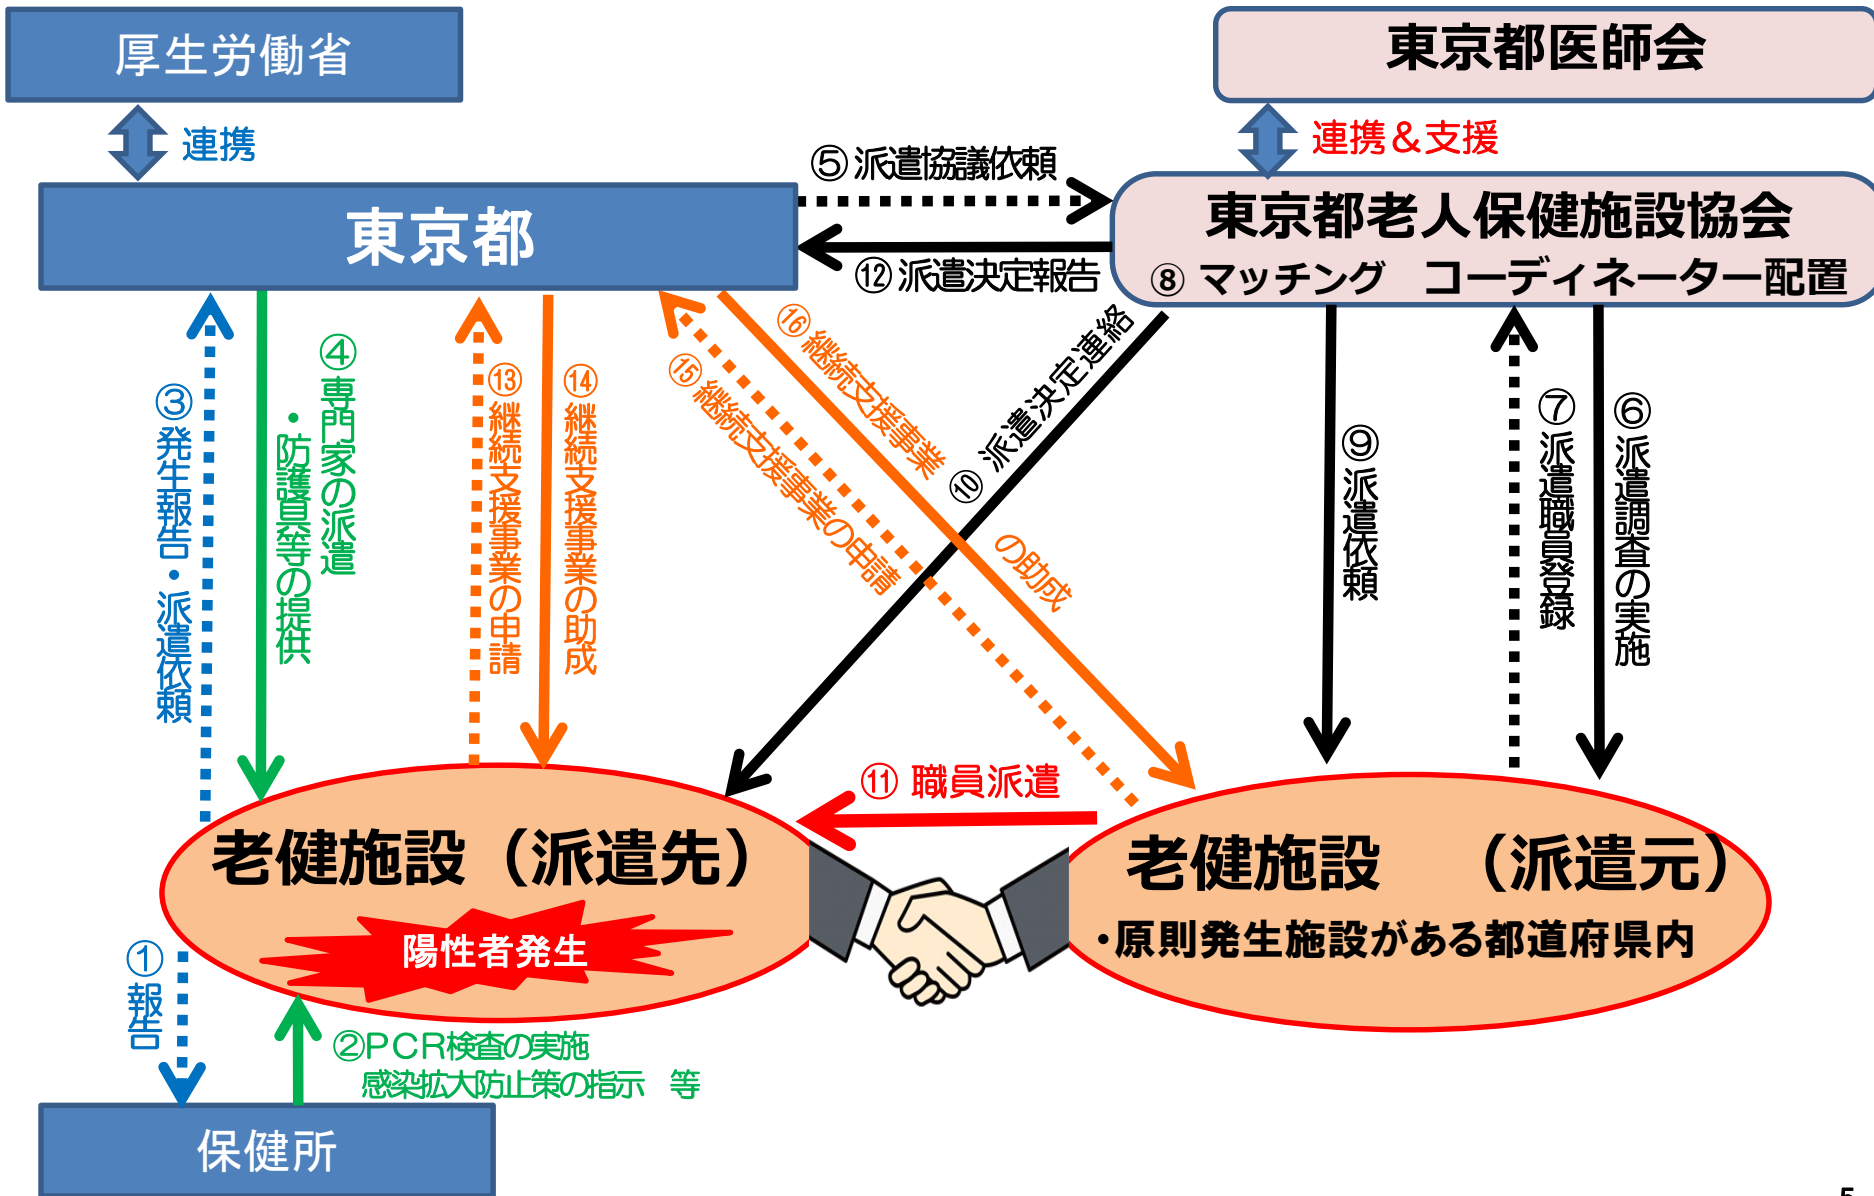 厚生労働省
東京都医師会
連携
連携&支援
⑤派遣協議依頼
東京都
東京都老人保健施設協会
⑧ マッチング　コーディネーター配置
⑫派遣決定報告
③発生報告・派遣依頼
④専門家の派遣
・防護具等の提供
⑬継続支援事業の申請
⑭継続支援事業の助成
⑮継続支援事業の申請
⑯継続支援事業
の助成
⑩ 派遣決定連絡
⑨派遣依頼
⑦派遣職員登録
⑥派遣調査の実施
⑪ 職員派遣
老健施設（派遣先）
陽性者発生
老健施設　（派遣元）
・原則発生施設がある都道府県内
①報告
②PCR検査の実施
感染拡大防止策の指示　等
保健所
5